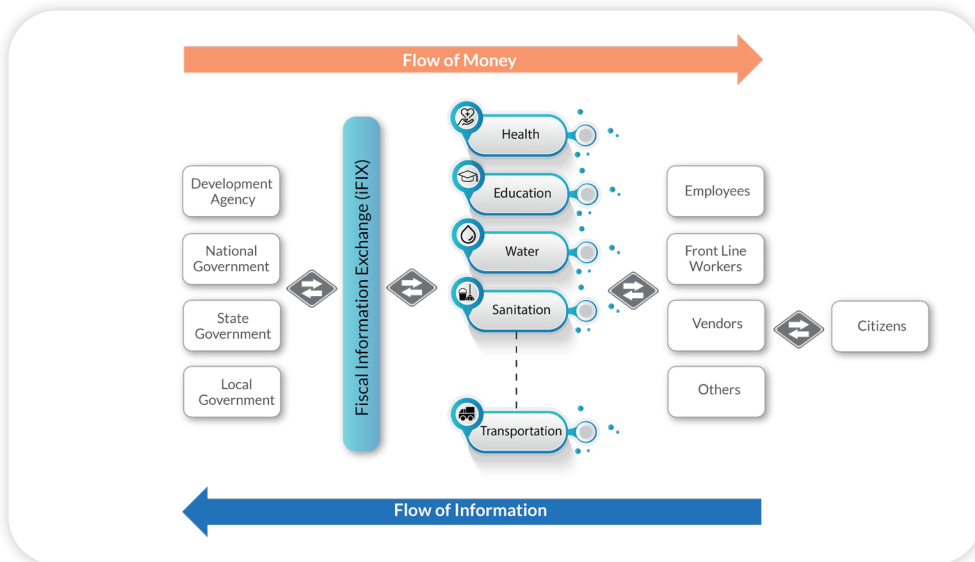 Flow of Money
Development
Agency
National
Government
State
Government
Local
Government
Fiscal Information Exchange (iFIX)
Health
Education
Water
Sanitation
Transportation
Employees
Front Line
Workers
Vendors
Others
Citizens
Flow of Information